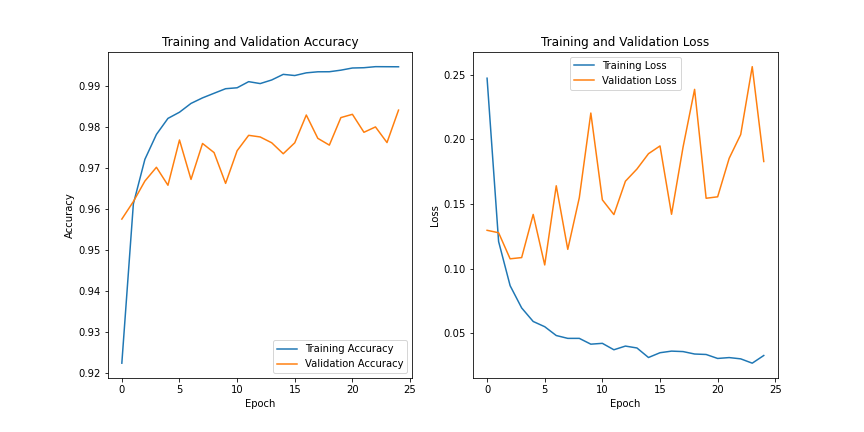 Training and Validation Accuracy
0.99
0.98
0.97
0.96
0.95
0.94
0.93
0.92
Accuracy
0
5
10
15
20
25
Epoch
Training Accuracy
Validation Accuracy
Training and Validation Loss
0.25
0.20
0.15
0.10
0.05
Loss
0
5
10
15
20
25
Epoch
Training Loss
Validation Loss